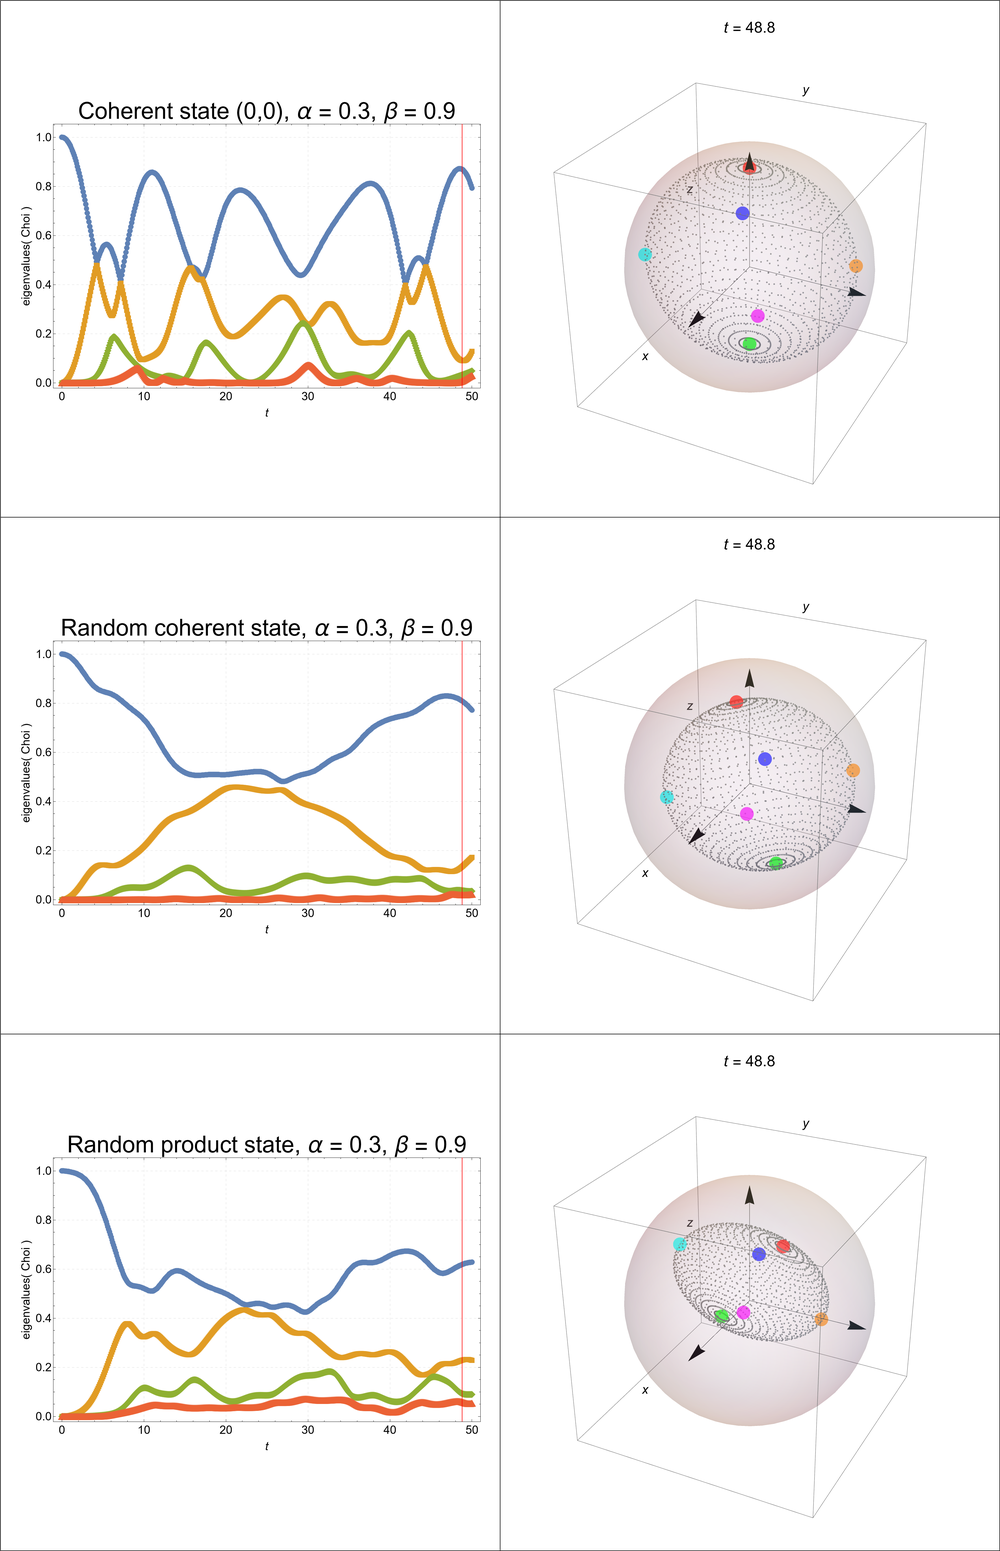 t = 48.8
Coherent state (0,0), α = 0.3, β = 0.9
eigenvalues( Choi )
1.0
0.8
0.6
0.4
0.2
0.0
0
10
20
30
40
50
t
y
z
x
t = 48.8
Random coherent state, α = 0.3, β = 0.9
eigenvalues( Choi )
1.0
0.8
0.6
0.4
0.2
0.0
0
10
20
30
40
50
t
y
z
x
t = 48.8
Random product state, α = 0.3, β = 0.9
eigenvalues( Choi )
1.0
0.8
0.6
0.4
0.2
0.0
0
10
20
30
40
50
t
y
z
x